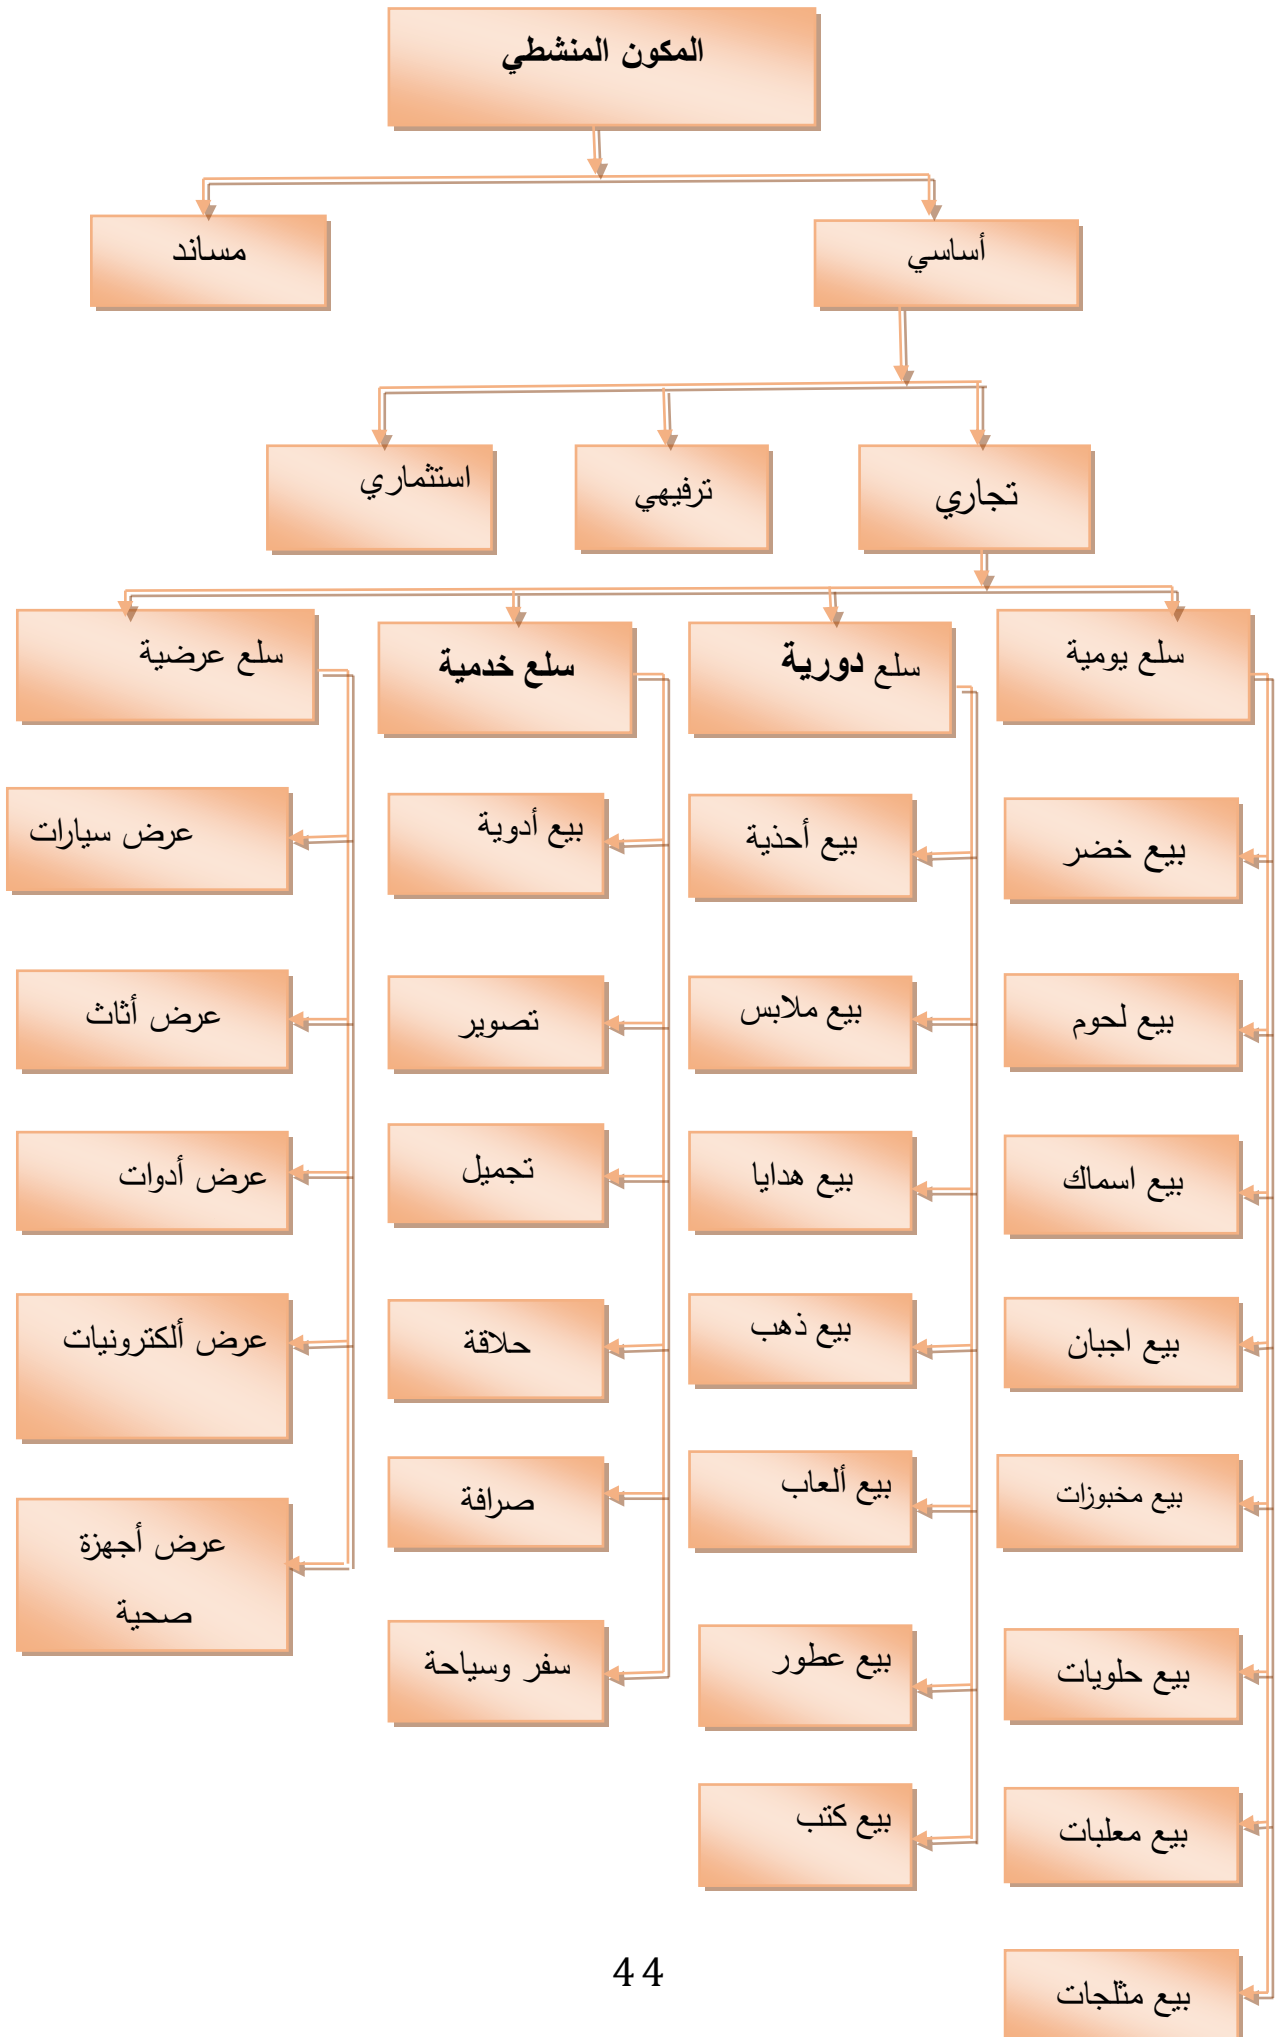 المكون المنشطي
أساسي
مساند
تجاري
ترفيهي
استثماري
سلع يومية
سلع دورية
سلع خدمية
سلع عرضية
بيع خضر
بيع لحوم
بيع اسماك
بيع اجبان
بيع مخبوزات
بيع حلويات
بيع معلبات
بيع مثلجات
بيع أحذية
بيع ملابس
بيع هدايا
بيع ذهب
بيع ألعاب
بيع عطور
بيع كتب
بيع أدوية
تصوير
تجميل
حلاقة
صرافة
سفر وسياحة
عرض سيارات
عرض أثاث
عرض أدوات
عرض ألكترونيات
عرض أجهزة
صحية
44